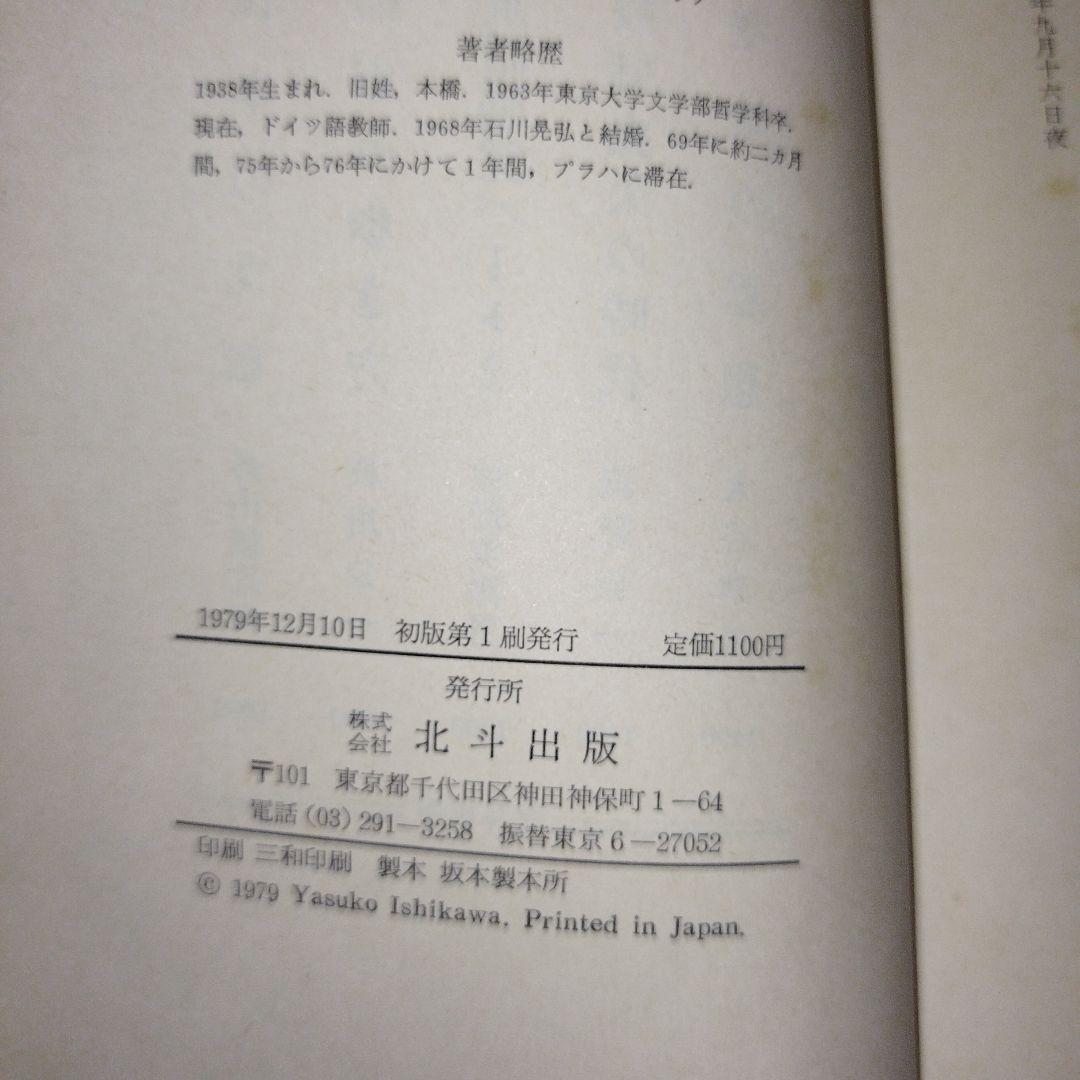 著者略歴
1938年生まれ. 旧姓, 本橋. 1963年東京大学文学部哲学科卒.
現在, ドイツ語教師. 1968年石川晃弘と結婚. 69年に約二カ月
間, 75年から76年にかけて1年間, プラハに滞在.
1979年12月10日 初版第1刷発行 定価1100円
発行所
株式会社 北斗出版
〒101 東京都千代田区神田神保町1―64
電話(03)291―3258 振替東京6―27052
印刷 三和印刷 製本 坂本製本所
© 1979 Yasuko Ishikawa. Printed in Japan.
年九月十六日夜